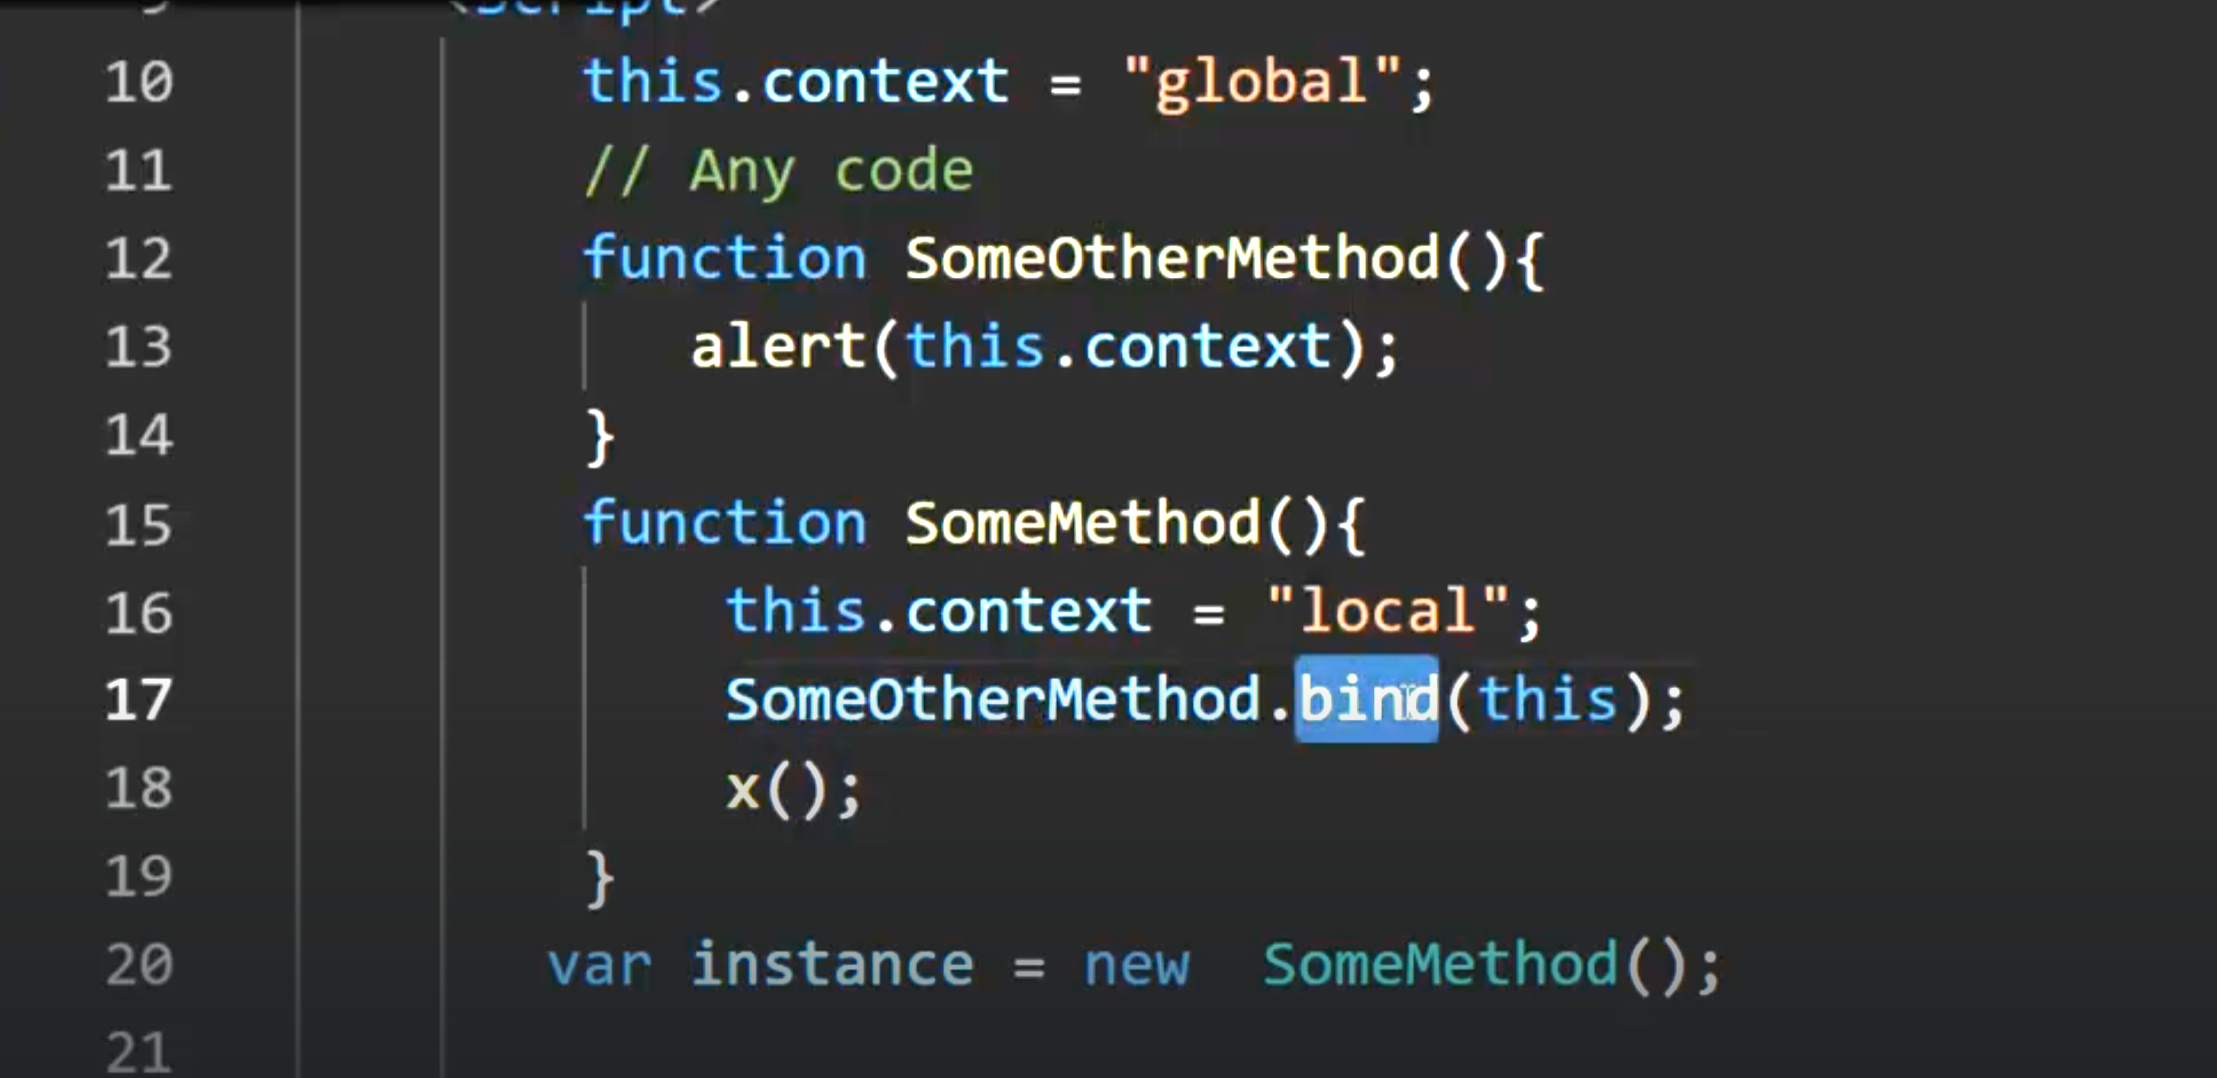 9 <script>
10 this.context = "global";
11 // Any code
12 function SomeOtherMethod(){
13 alert(this.context);
14 }
15 function SomeMethod(){
16 this.context = "local";
17 SomeOtherMethod.bind(this);
18 x();
19 }
20 var instance = new  SomeMethod();
21